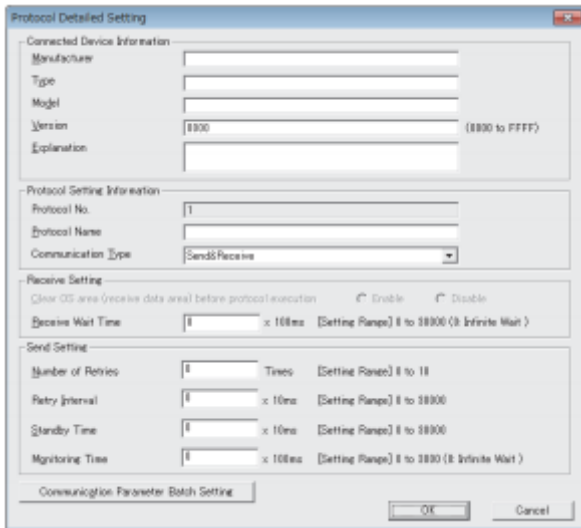 Protocol Detailed Setting
Connected Device Information
Manufacturer
Type
Model
Version 0000 (0000 to FFFF)
Explanation
Protocol Setting Information
Protocol No. 1
Protocol Name
Communication Type Send&Receive
Receive Setting
Clear OS area (receive data area) before protocol execution Enable Disable
Receive Wait Time 0 x 100ms [Setting Range] 0 to 30000 (0: Infinite Wait )
Send Setting
Number of Retries 0 Times [Setting Range] 0 to 10
Retry Interval 0 x 10ms [Setting Range] 0 to 30000
Standby Time 0 x 10ms [Setting Range] 0 to 30000
Monitoring Time 0 x 100ms [Setting Range] 0 to 3000 (0: Infinite Wait )
Communication Parameter Batch Setting
OK Cancel